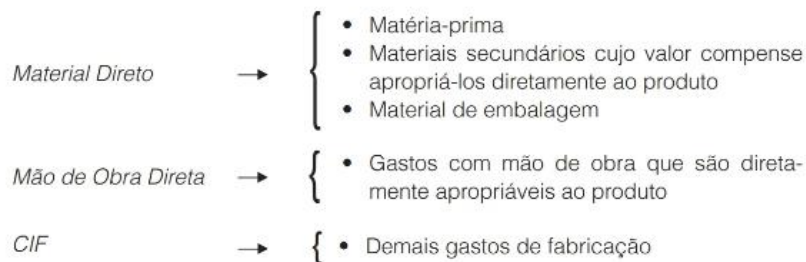 • Matéria-prima
• Materiais secundários cujo valor compense
Material Direto → { apropriá-los diretamente ao produto
• Material de embalagem
Mão de Obra Direta → { • Gastos com mão de obra que são direta-
mente apropriáveis ao produto
CIF → { • Demais gastos de fabricação